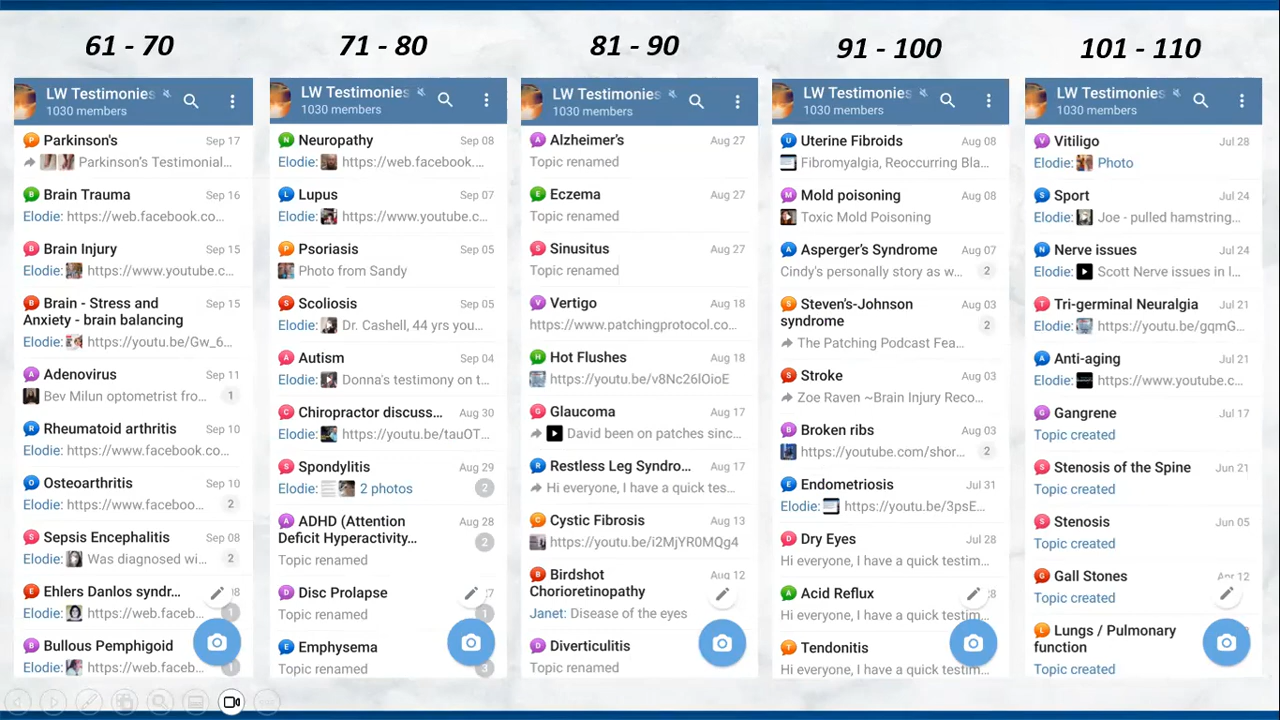 61 - 70
LW Testimonies
1030 members
Parkinson's
Sep 17
Parkinson's Testimonial...
Brain Trauma
Sep 16
Elodie: https://web.facebook.co...
Brain Injury
Sep 15
Elodie: https://www.youtube.c...
Brain - Stress and
Sep 15
Anxiety - brain balancing
Elodie: https://youtu.be/Gw_6...
Adenovirus
Sep 11
Bev Milun optometrist fro...
1
Rheumatoid arthritis
Sep 10
Elodie: https://www.facebook.co...
Osteoarthritis
Sep 10
Elodie: https://www.faceboo...
2
Sepsis Encephalitis
Sep 08
Elodie: Was diagnosed wi...
2
Ehlers Danlos syndr...
Elodie: https://web.faceb...
1
Bullous Pemphigoid
Elodie: https://web.faceb...
1
71 - 80
LW Testimonies
1030 members
Neuropathy
Sep 08
Elodie: https://web.facebook....
Lupus
Sep 07
Elodie: https://www.youtube.c...
Psoriasis
Sep 05
Photo from Sandy
Scoliosis
Sep 05
Elodie: Dr. Cashell, 44 yrs you...
Autism
Sep 04
Elodie: Donna's testimony on t...
Chiropractor discuss...
Aug 30
Elodie: https://youtu.be/tauOT...
Spondylitis
Aug 29
Elodie: 2 photos
2
ADHD (Attention
Aug 28
Deficit Hyperactivity...
2
Topic renamed
Disc Prolapse
Topic renamed
1
Emphysema
Topic renamed
3
81 - 90
LW Testimonies
1030 members
Alzheimer's
Aug 27
Topic renamed
Eczema
Aug 27
Topic renamed
Sinusitus
Aug 27
Topic renamed
Vertigo
Aug 18
https://www.patchingprotocol.co...
Hot Flushes
Aug 18
https://youtu.be/v8Nc26lOioE
Glaucoma
Aug 17
David been on patches sinc...
Restless Leg Syndro...
Aug 17
Hi everyone, I have a quick tes...
Cystic Fibrosis
Aug 13
https://youtu.be/i2MjYR0MQg4
Birdshot
Aug 12
Chorioretinopathy
Janet: Disease of the eyes
Diverticulitis
Topic renamed
91 - 100
LW Testimonies
1030 members
Uterine Fibroids
Aug 08
Fibromyalgia, Reoccurring Bla...
Mold poisoning
Aug 08
Toxic Mold Poisoning
Asperger's Syndrome
Aug 07
Cindy's personally story as w...
2
Steven's-Johnson
Aug 03
syndrome
2
The Patching Podcast Fea...
Stroke
Aug 03
Zoe Raven ~Brain Injury Reco...
Broken ribs
Aug 03
https://youtube.com/shor...
2
Endometriosis
Jul 31
Elodie: https://youtu.be/3psE...
Dry Eyes
Jul 28
Hi everyone, I have a quick testim...
Acid Reflux
Hi everyone, I have a quick testim...
Tendonitis
Hi everyone, I have a quick testim...
101 - 110
LW Testimonies
1030 members
Vitiligo
Jul 28
Elodie: Photo
Sport
Jul 24
Elodie: Joe - pulled hamstring...
Nerve issues
Jul 24
Elodie: Scott Nerve issues in l...
Tri-germinal Neuralgia
Jul 21
Elodie: https://youtu.be/gqmG...
Anti-aging
Jul 21
Elodie: https://www.youtube.c...
Gangrene
Jul 17
Topic created
Stenosis of the Spine
Jun 21
Topic created
Stenosis
Jun 05
Topic created
Gall Stones
Apr 12
Topic created
Lungs / Pulmonary
function
Topic created